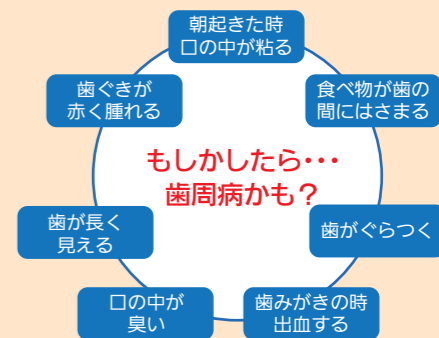 朝起きた時
口の中が粘る
歯ぐきが
赤く腫れる
食べ物が歯の
間にはさまる
もしかしたら・・・
歯周病かも？
歯が長く
見える
歯がぐらつく
口の中が
臭い
歯みがきの時
出血する